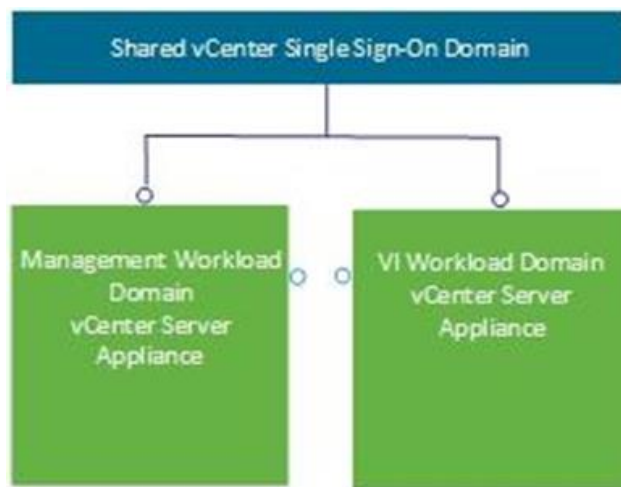 Shared vCenter Single Sign-On Domain
Management Workload
Domain
vCenter Server
Appliance
VI Workload Domain
vCenter Server
Appliance